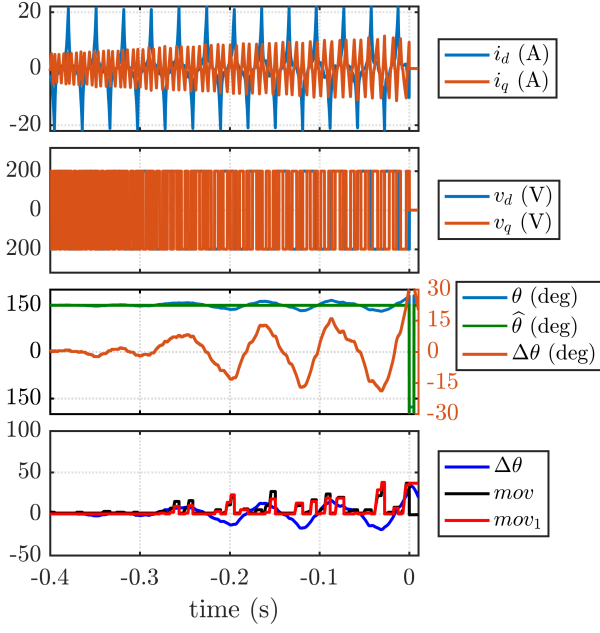 20
0
-20
i_d (A)
i_q (A)
200
0
200
v_d (V)
v_q (V)
150
0
150
30
15
0
-15
-30
θ (deg)
θ̂ (deg)
Δθ (deg)
100
50
0
-50
Δθ
mov
mov₁
-0.4 -0.3 -0.2 -0.1 0
time (s)